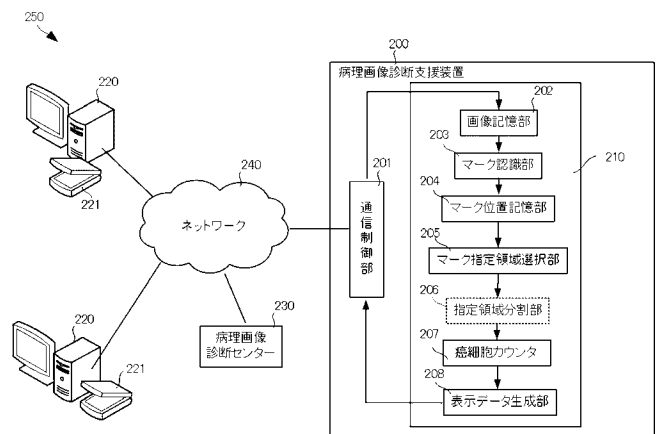 250
200
病理画像診断支援装置
220
202
画像記憶部
203
マーク認識部
210
240
201
204
マーク位置記憶部
221
通信制御部
ネットワーク
205
マーク指定領域選択部
206
指定領域分割部
220
230
病理画像
診断センター
207
癌細胞カウンタ
221
208
表示データ生成部